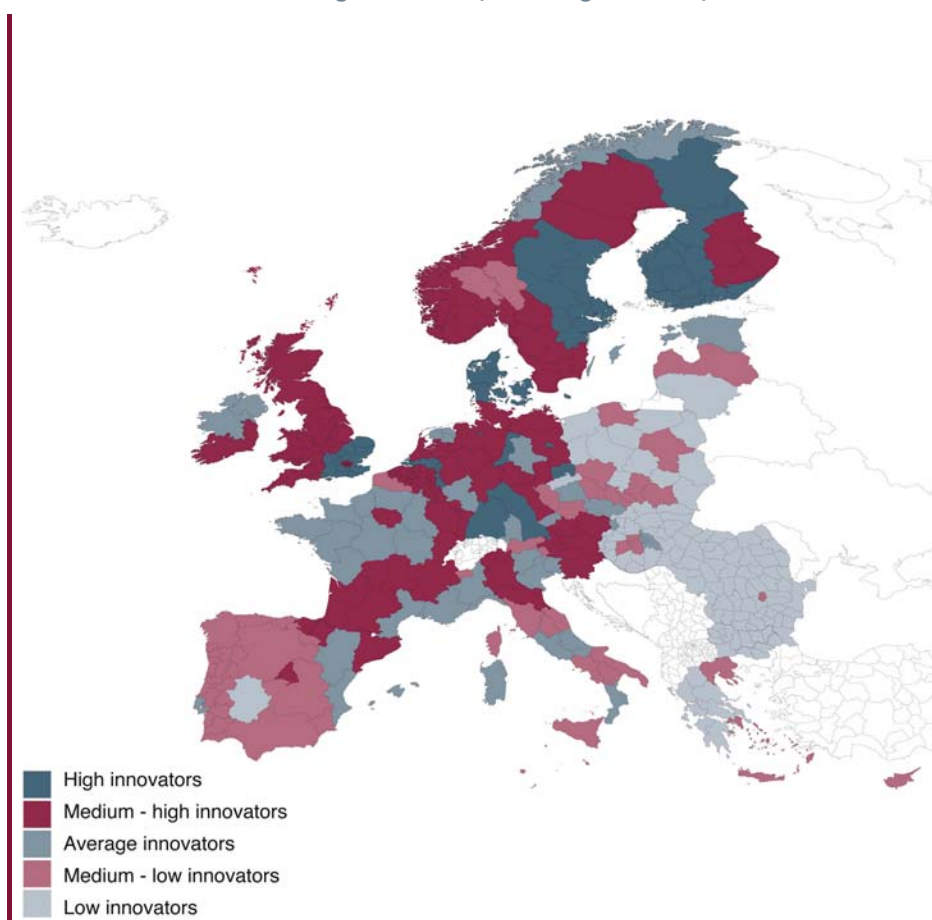 High innovators
Medium - high innovators
Average innovators
Medium - low innovators
Low innovators